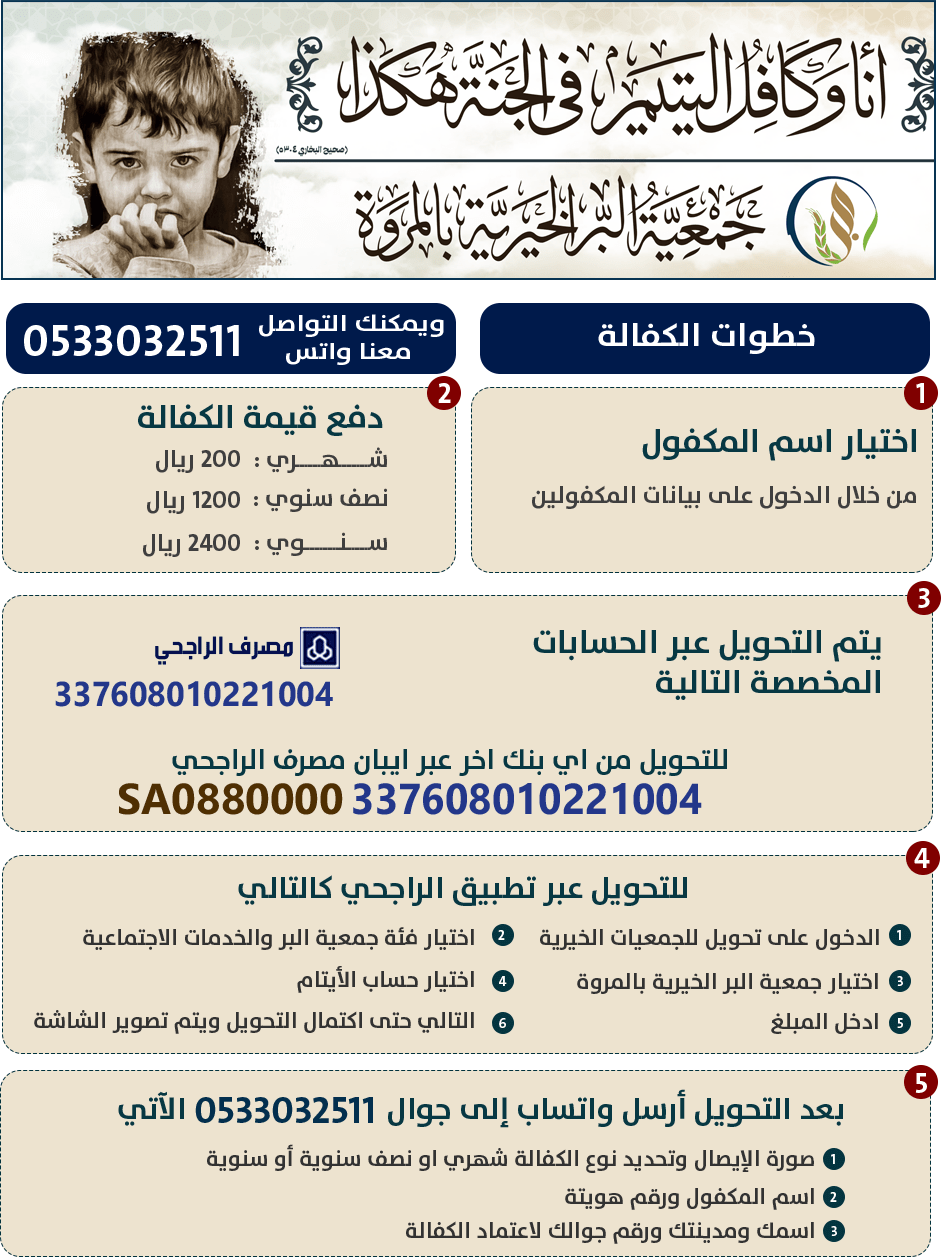 أنا وكافل اليتيم في الجنة هكذا
(صحيح البخاري ٥٣٠٤)
جمعية البر الخيرية بالمروة
خطوات الكفالة
ويمكنك التواصل
معنا واتس
0533032511
1
اختيار اسم المكفول
من خلال الدخول على بيانات المكفولين
2
دفع قيمة الكفالة
شـــــهـــــري : 200 ريال
نصف سنوي : 1200 ريال
ســـنـــــــوي : 2400 ريال
3
يتم التحويل عبر الحسابات
المخصصة التالية
مصرف الراجحي
337608010221004
للتحويل من اي بنك اخر عبر ايبان مصرف الراجحي
SA0880000 337608010221004
4
للتحويل عبر تطبيق الراجحي كالتالي
1 الدخول على تحويل للجمعيات الخيرية
2 اختيار فئة جمعية البر والخدمات الاجتماعية
3 اختيار جمعية البر الخيرية بالمروة
4 اختيار حساب الأيتام
5 ادخل المبلغ
6 التالي حتى اكتمال التحويل ويتم تصوير الشاشة
5
بعد التحويل أرسل واتساب إلى جوال 0533032511 الآتي
1 صورة الإيصال وتحديد نوع الكفالة شهري او نصف سنوية أو سنوية
2 اسم المكفول ورقم هويتة
3 اسمك ومدينتك ورقم جوالك لاعتماد الكفالة